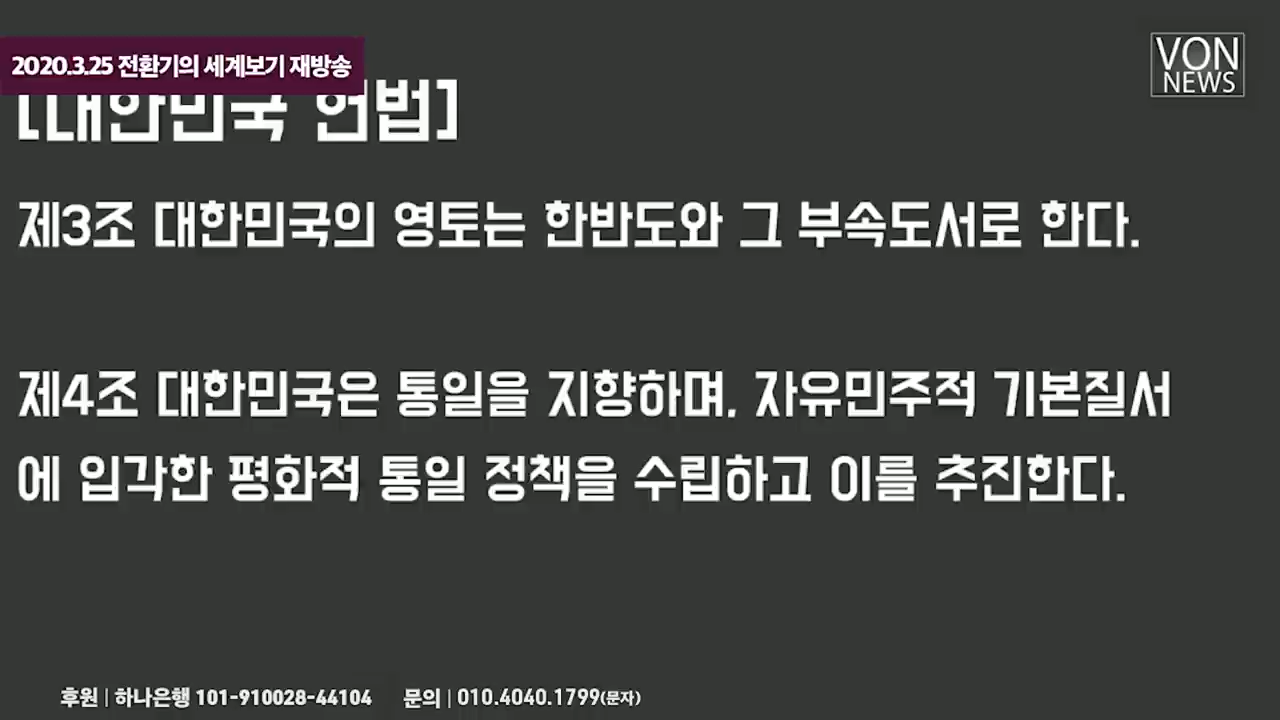 2020.3.25 전환기의 세계보기 재방송
VON
NEWS
[대한민국 헌법]
제3조 대한민국의 영토는 한반도와 그 부속도서로 한다.
제4조 대한민국은 통일을 지향하며, 자유민주적 기본질서
에 입각한 평화적 통일 정책을 수립하고 이를 추진한다.
후원 | 하나은행 101-910028-44104 문의 | 010.4040.1799(문자)